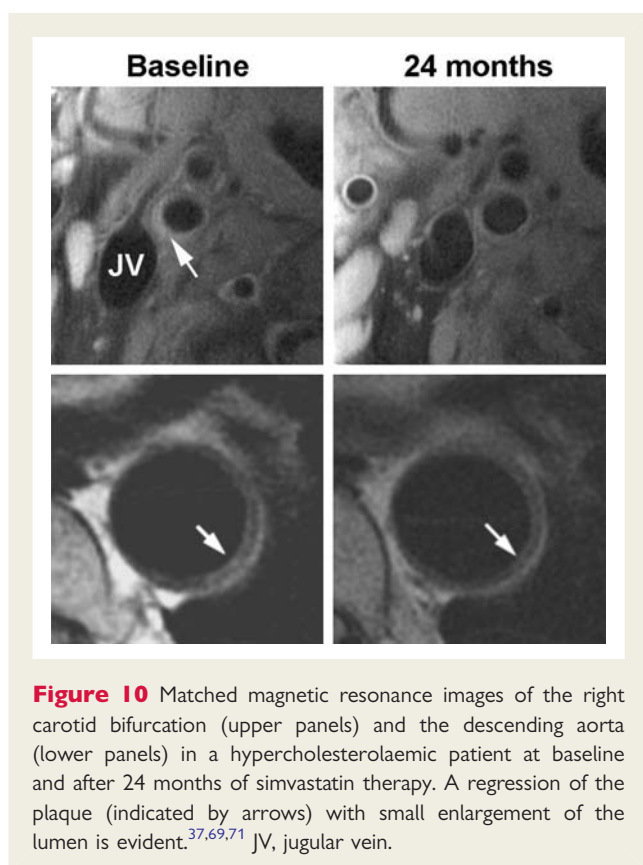 Baseline 24 months
JV
Figure 10 Matched magnetic resonance images of the right
carotid bifurcation (upper panels) and the descending aorta
(lower panels) in a hypercholesterolaemic patient at baseline
and after 24 months of simvastatin therapy. A regression of the
plaque (indicated by arrows) with small enlargement of the
lumen is evident.37,69,71 JV, jugular vein.